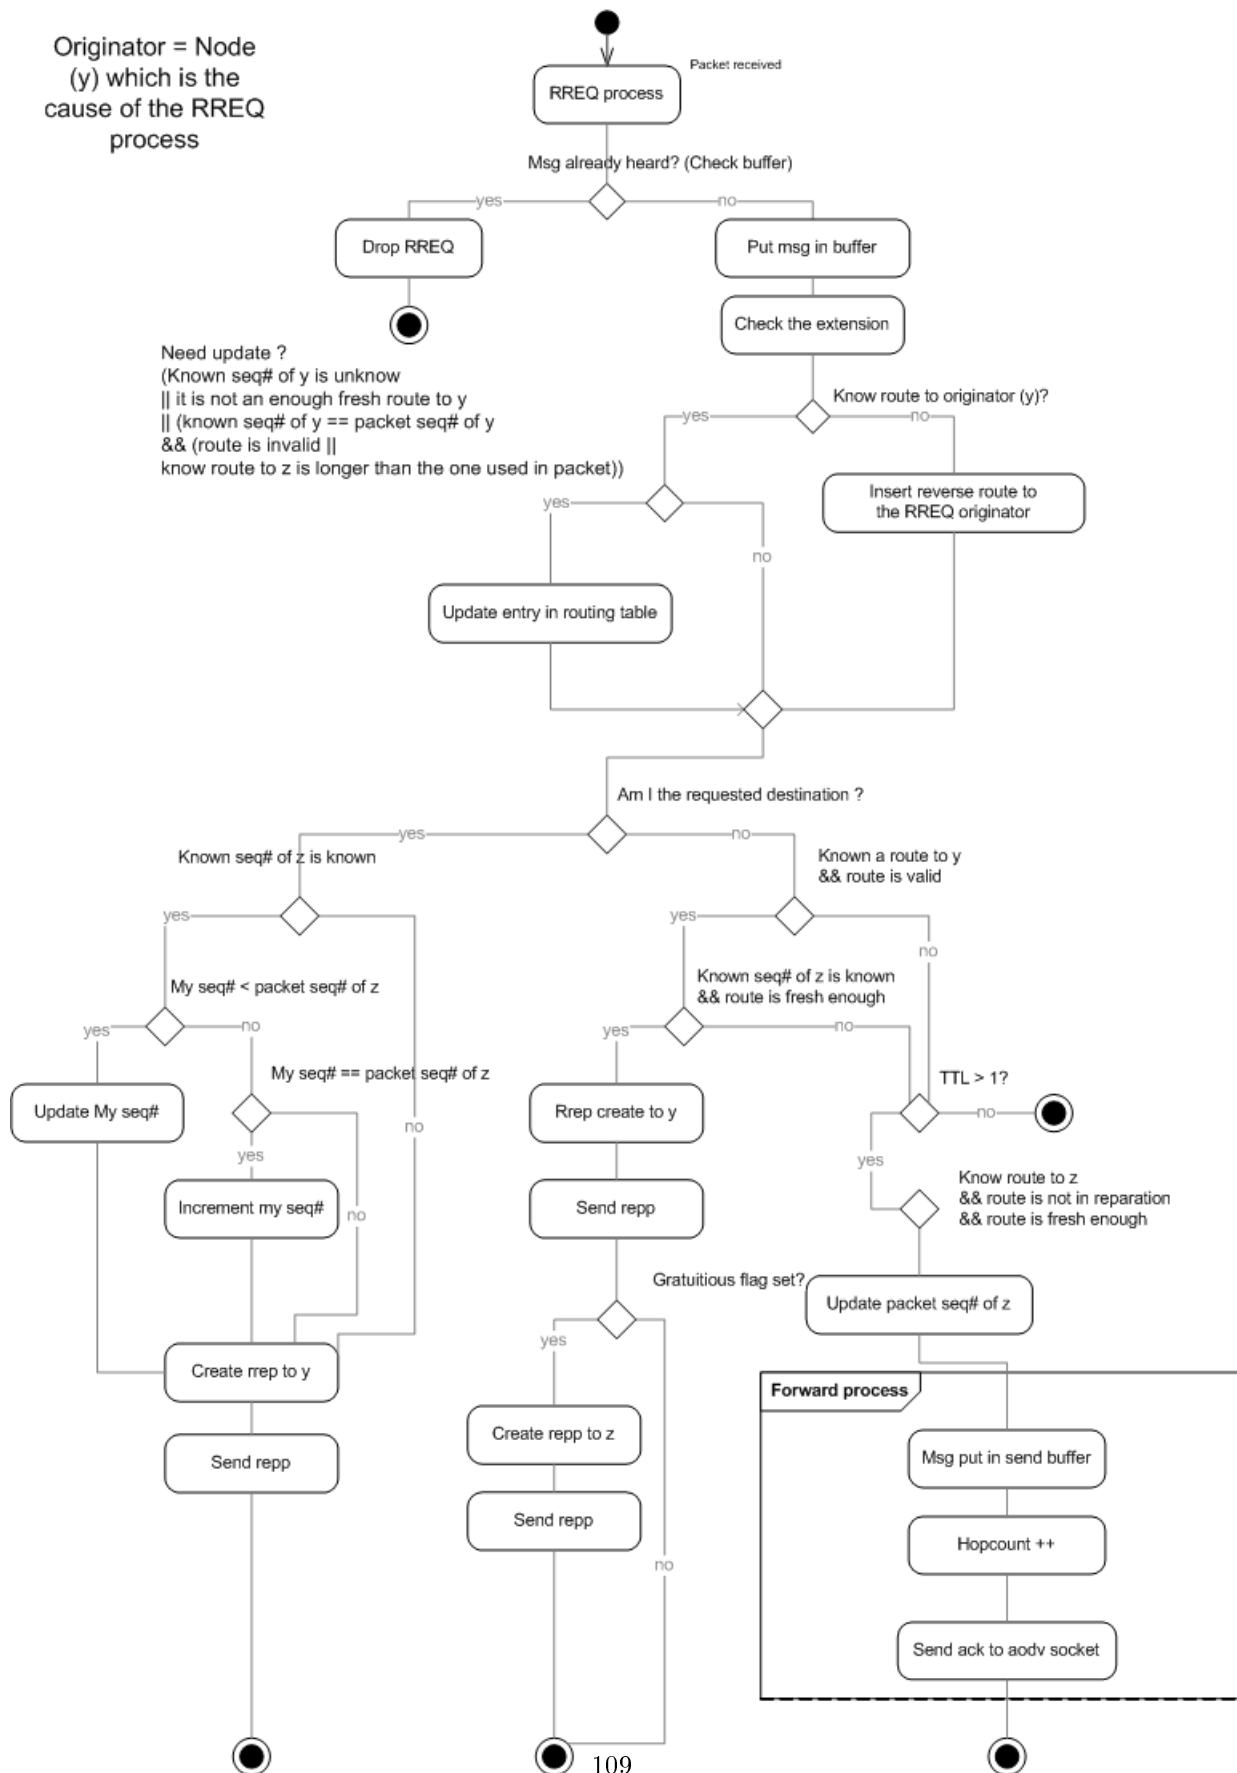 Originator = Node
(y) which is the
cause of the RREQ
process
Packet received
RREQ process
Msg already heard? (Check buffer)
yes
no
Drop RREQ
Put msg in buffer
Check the extension
Need update ?
(Known seq# of y is unknow
|| it is not an enough fresh route to y
|| (known seq# of y == packet seq# of y
&& (route is invalid ||
know route to z is longer than the one used in packet))
Know route to originator (y)?
yes
no
Insert reverse route to
the RREQ originator
yes
no
Update entry in routing table
Am I the requested destination ?
yes
no
Known seq# of z is known
Known a route to y
&& route is valid
yes
yes
no
My seq# < packet seq# of z
Known seq# of z is known
&& route is fresh enough
yes
no
yes
no
My seq# == packet seq# of z
TTL > 1?
Update My seq#
no
Rrep create to y
no
yes
yes
Know route to z
&& route is not in reparation
&& route is fresh enough
Increment my seq#
no
Send repp
Gratuitious flag set?
Update packet seq# of z
yes
Create rrep to y
Forward process
Create repp to z
Msg put in send buffer
Send repp
Send repp
Hopcount ++
no
Send ack to aodv socket
109